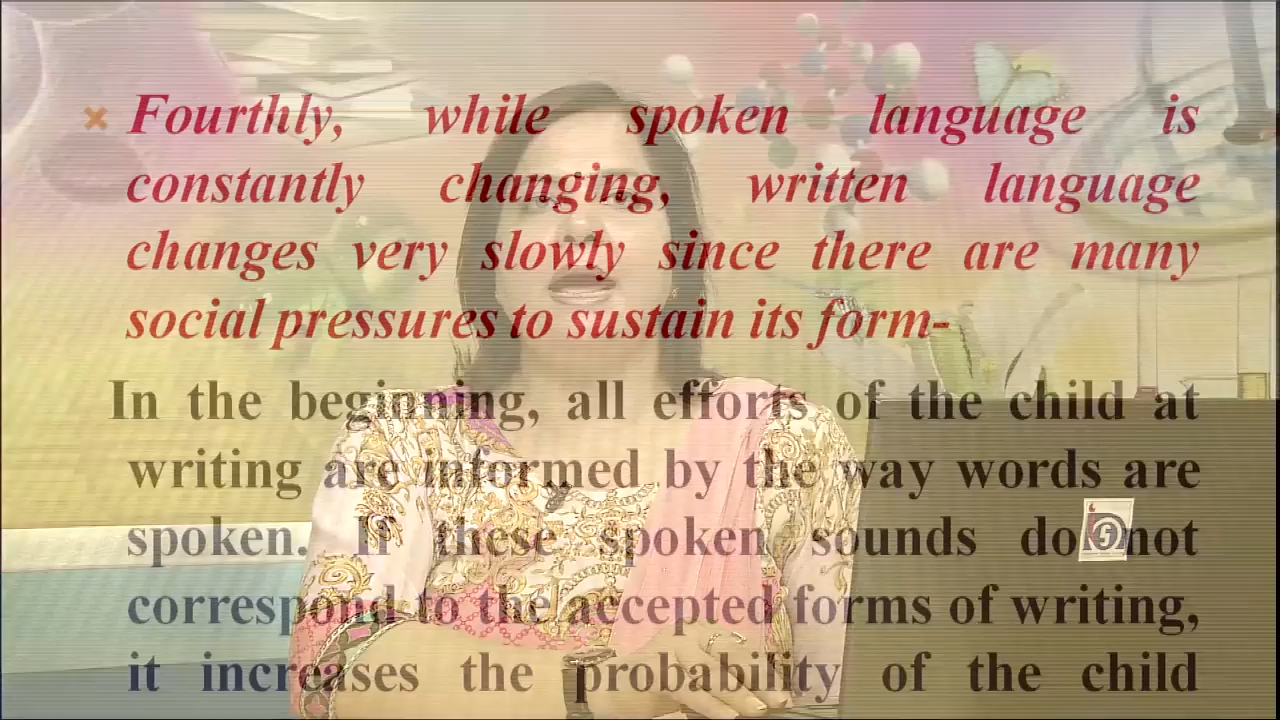 Fourthly, while spoken language is
constantly changing, written language
changes very slowly since there are many
social pressures to sustain its form-
In the beginning, all efforts of the child at
writing are informed by the way words are
spoken. If these spoken sounds do not
correspond to the accepted forms of writing,
it increases the probability of the child